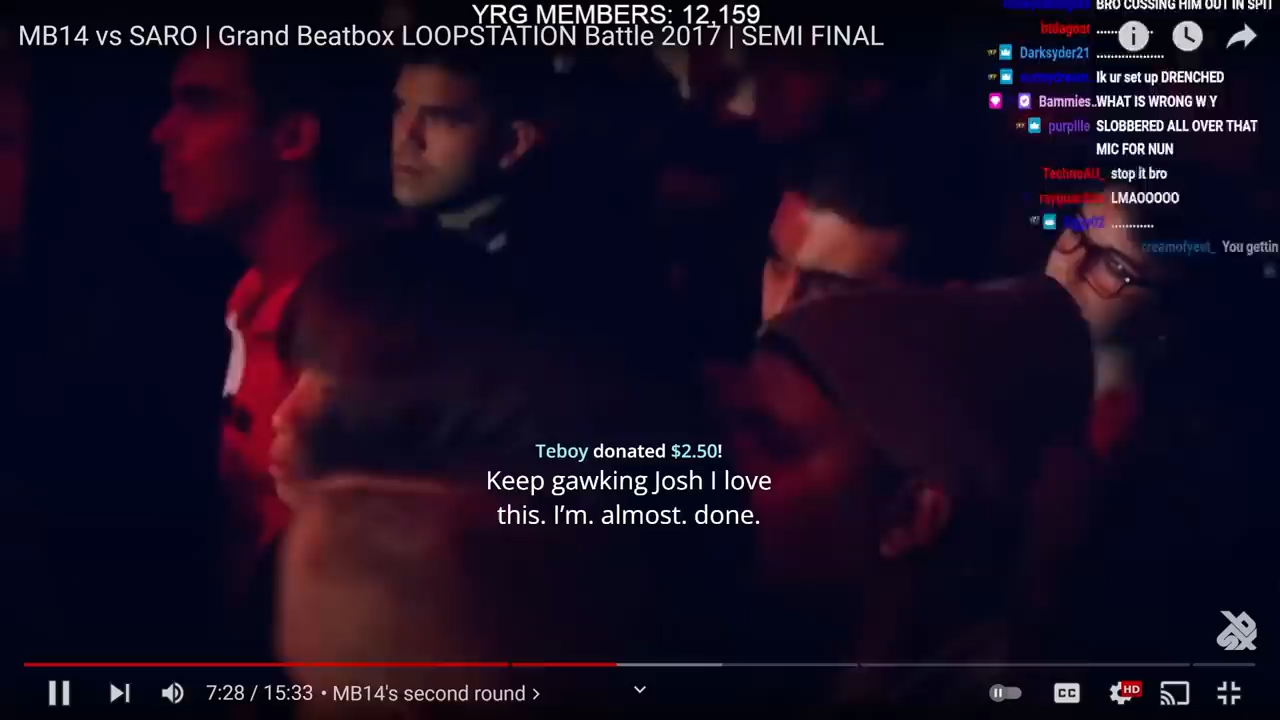 YRG MEMBERS: 12,159
MB14 vs SARO | Grand Beatbox LOOPSTATION Battle 2017 | SEMI FINAL
BRO CUSSING HIM OUT IN SPIT
Darksyder21 ..................
Ik ur set up DRENCHED
Bammies..WHAT IS WRONG W Y
purplle SLOBBERED ALL OVER THAT
MIC FOR NUN
TechnoAU_ stop it bro
LMAOOOOO
............
creamofyeet_ You gettin
Teboy donated $2.50!
Keep gawking Josh I love
this. I'm. almost. done.
7:28 / 15:33 • MB14's second round >
CC
HD